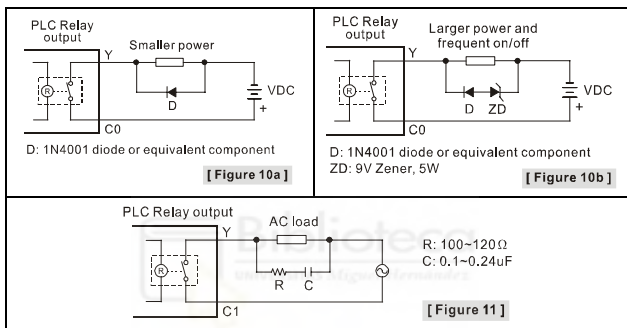 PLC Relay
output
Y
Smaller power
R
D
VDC
+
C0
D: 1N4001 diode or equivalent component
[ Figure 10a ]
PLC Relay
output
Y
Larger power and
frequent on/off
R
D ZD
VDC
+
C0
D: 1N4001 diode or equivalent component
ZD: 9V Zener, 5W
[ Figure 10b ]
PLC Relay output
Y
AC load
R
R C
C1
R: 100~120Ω
C: 0.1~0.24uF
[ Figure 11 ]
Biblioteca